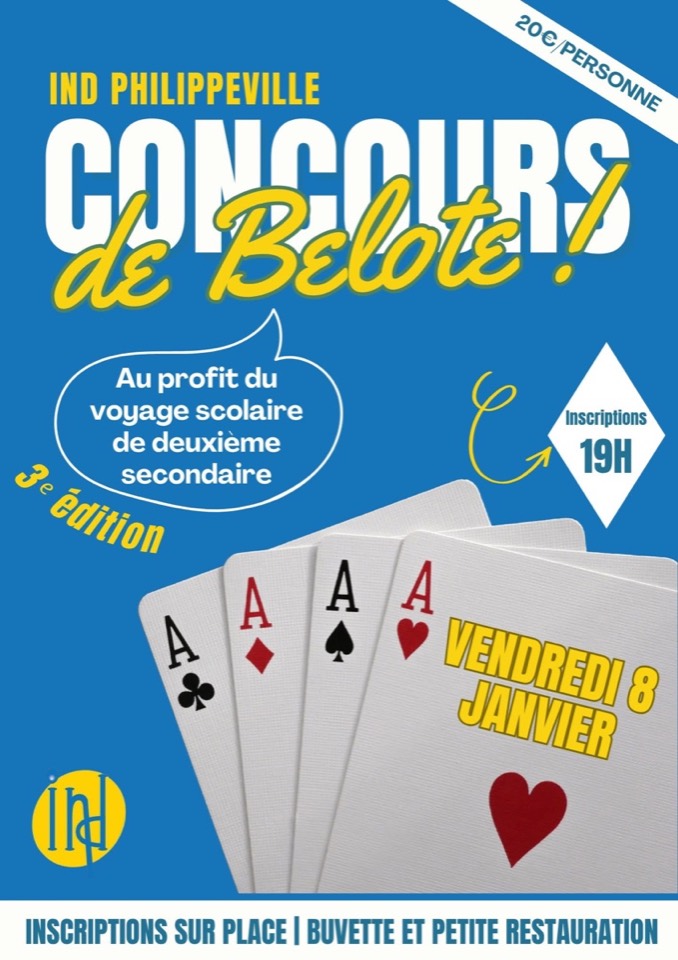 20€/PERSONNE
IND PHILIPPEVILLE
CONCOURS
de Belote !
Au profit du
voyage scolaire
de deuxième
secondaire
Inscriptions
19H
3e édition
A
A
A
A
VENDREDI 8
JANVIER
ind
INSCRIPTIONS SUR PLACE | BUVETTE ET PETITE RESTAURATION